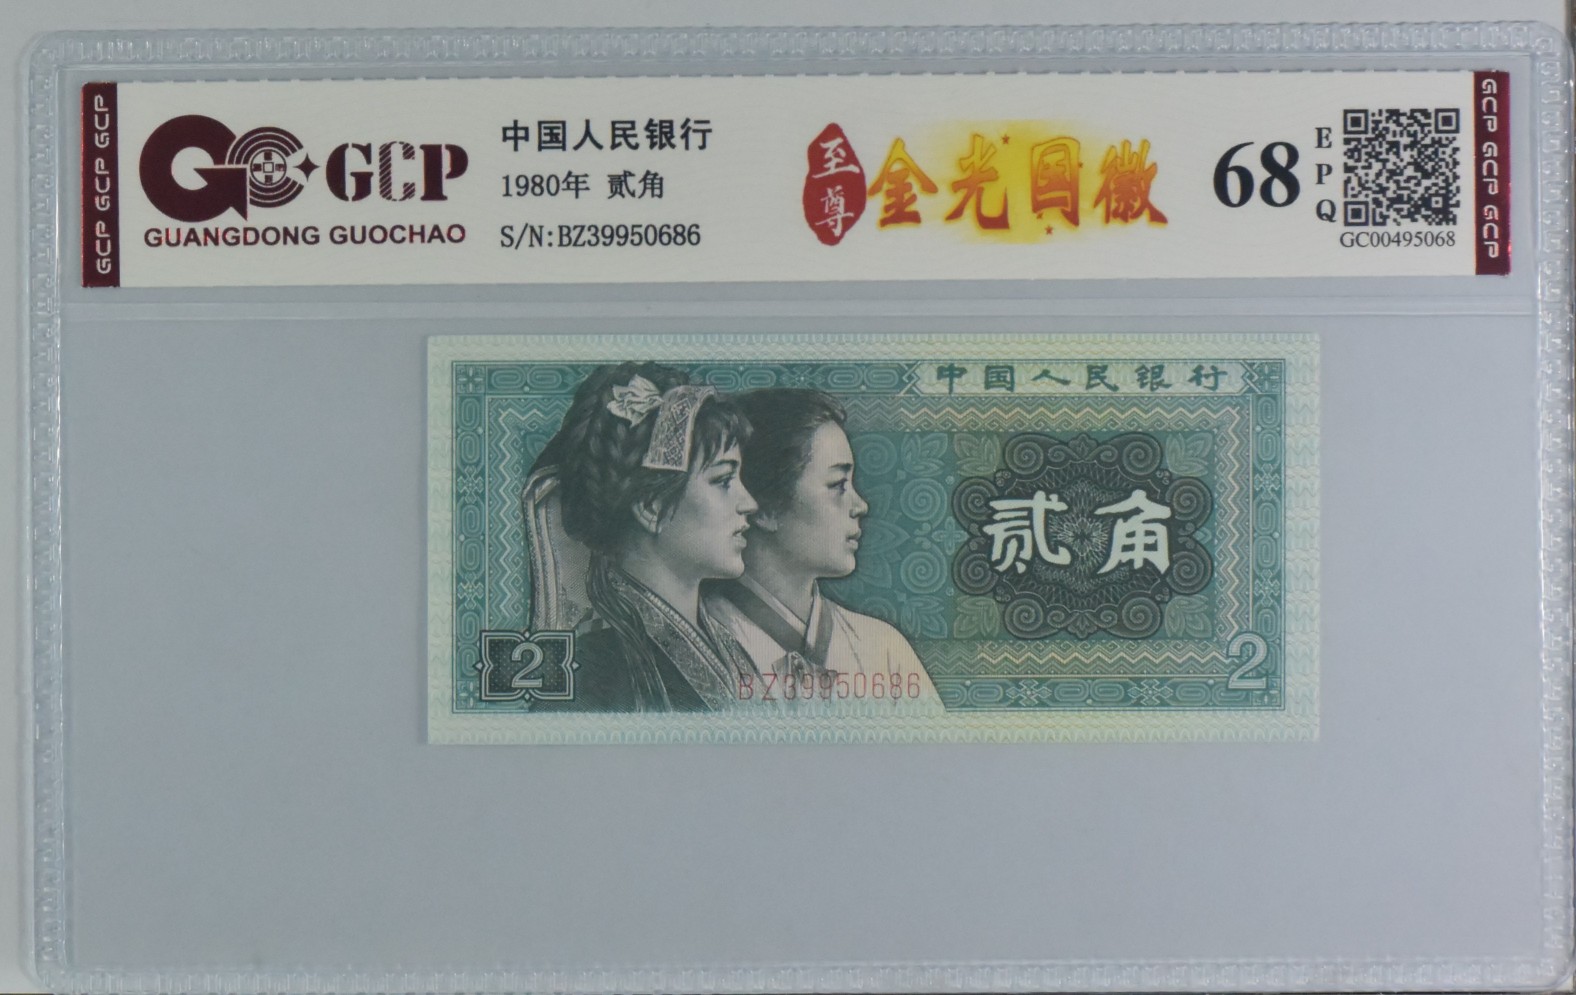 GCP GCP GCP
GCP
GUANGDONG GUOCHAO
中国人民银行
1980年 贰角
S/N:BZ39950686
至尊
金光国徽
68
EPQ
GC00495068
GCP GCP GCP
中国人民银行
贰角
2
BZ39950686
2